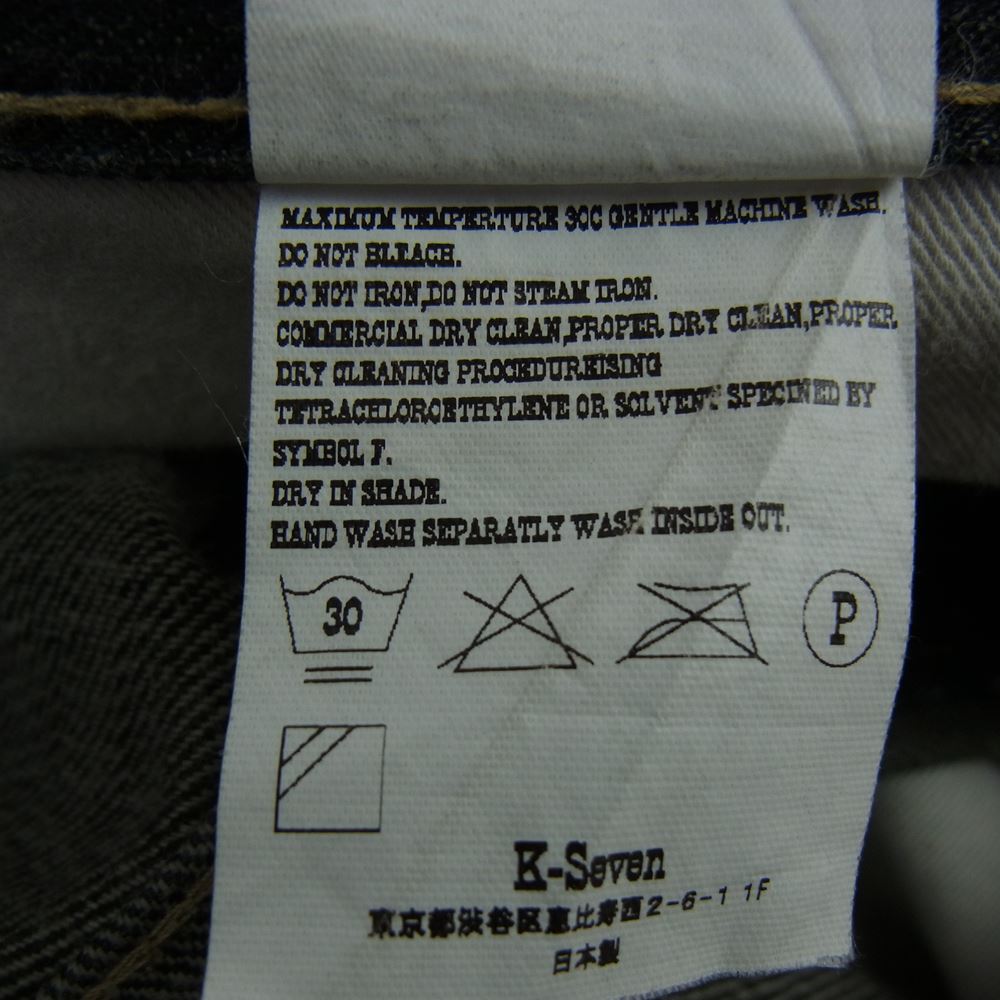 MAXIMUM TEMPERTURE 30C GENTLE MACHINE WASH.
DO NOT BLEACH.
DO NOT IRON,DO NOT STEAM IRON.
COMMERCIAL DRY CLEAN,PROPER DRY CLEAN,PROPER
DRY CLEANING PROCEDUREISING
TETRACHLOROETHYLENE OR SOLVENT SPECINED BY
SYMBOL F.
DRY IN SHADE.
HAND WASH SEPARATLY WASH INSIDE OUT.
30
P
K-Seven
東京都渋谷区恵比寿西2-6-1 1F
日本製